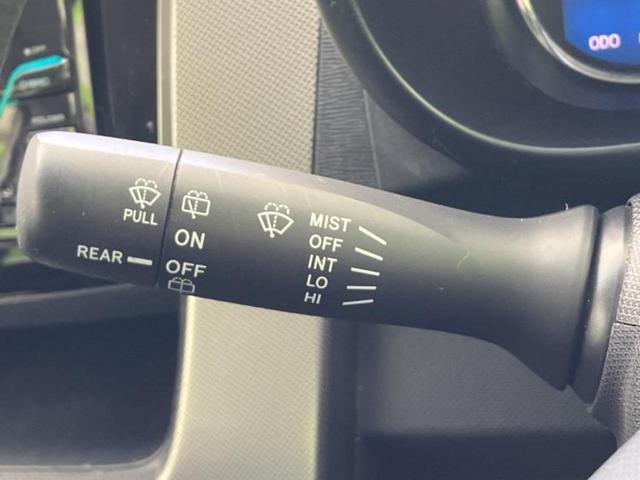 ODO
PULL
REAR
ON
OFF
MIST
OFF
INT
LO
HI